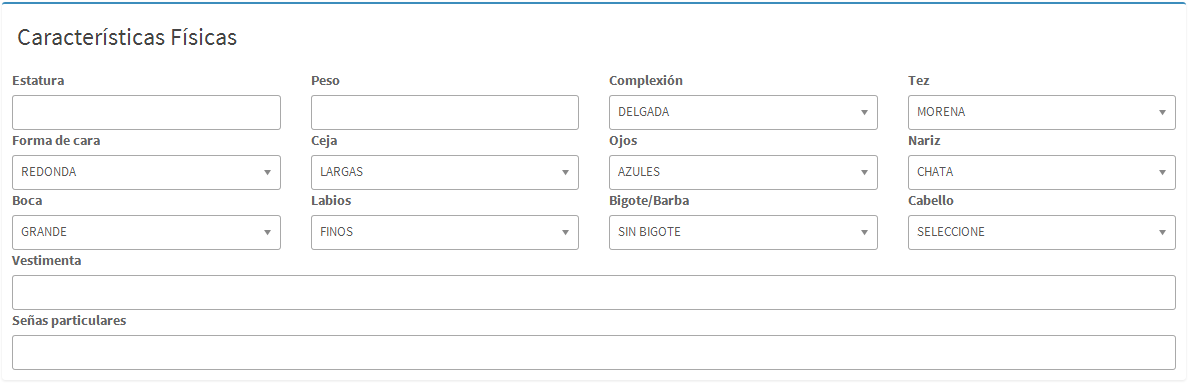 Características Físicas
Estatura Peso Complexión Tez
DELGADA MORENA
Forma de cara Ceja Ojos Nariz
REDONDA LARGAS AZULES CHATA
Boca Labios Bigote/Barba Cabello
GRANDE FINOS SIN BIGOTE SELECCIONE
Vestimenta
Señas particulares